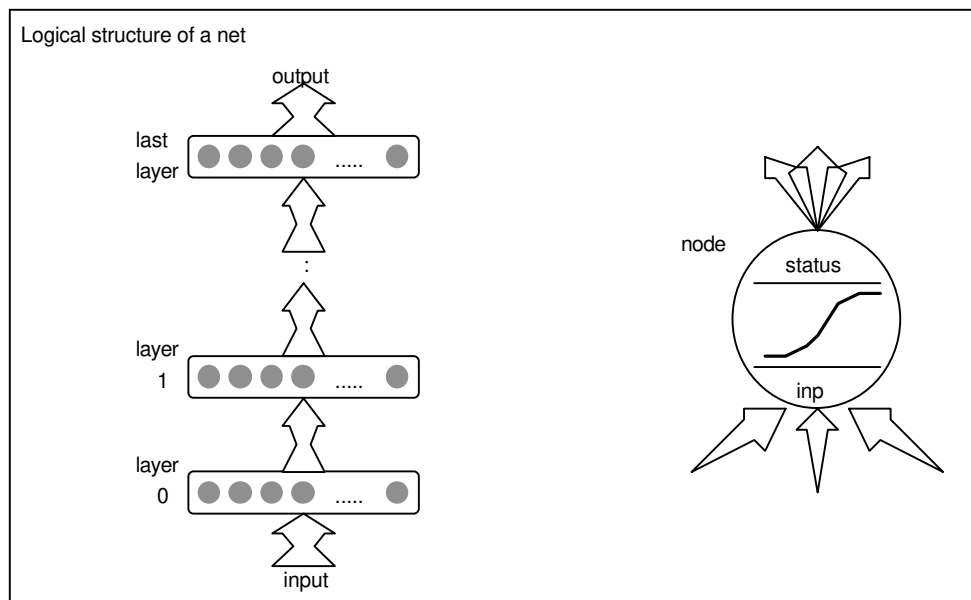 Logical structure of a net
output
last
layer
.....
:
layer
1
.....
layer
0
.....
input
node
status
inp